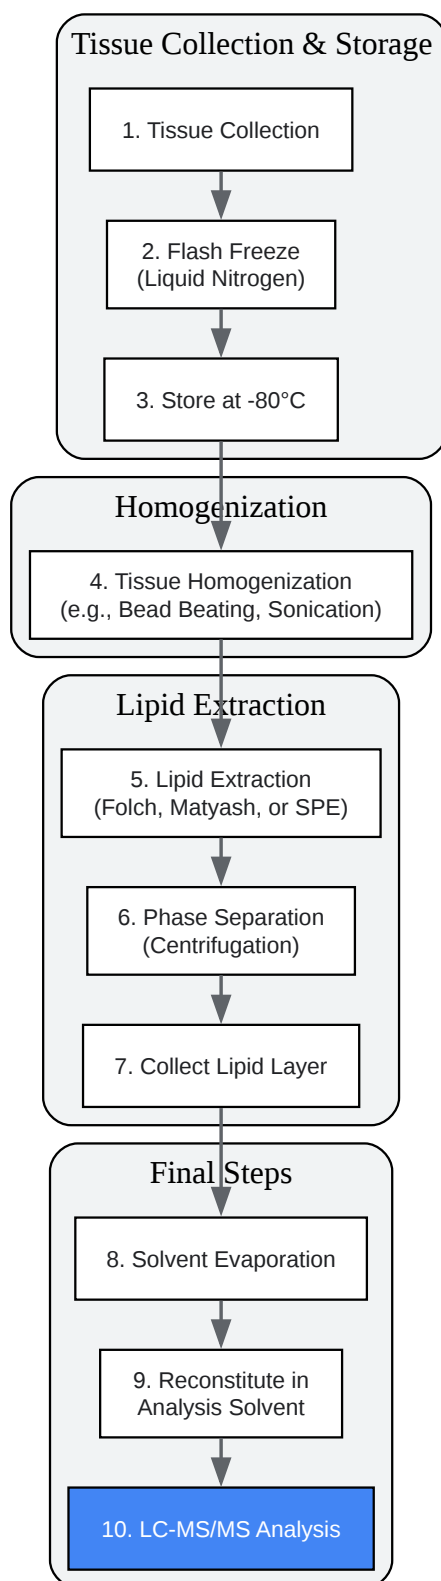 Tissue Collection & Storage
1. Tissue Collection
2. Flash Freeze
(Liquid Nitrogen)
3. Store at -80°C
Homogenization
4. Tissue Homogenization
(e.g., Bead Beating, Sonication)
Lipid Extraction
5. Lipid Extraction
(Folch, Matyash, or SPE)
6. Phase Separation
(Centrifugation)
7. Collect Lipid Layer
Final Steps
8. Solvent Evaporation
9. Reconstitute in
Analysis Solvent
10. LC-MS/MS Analysis